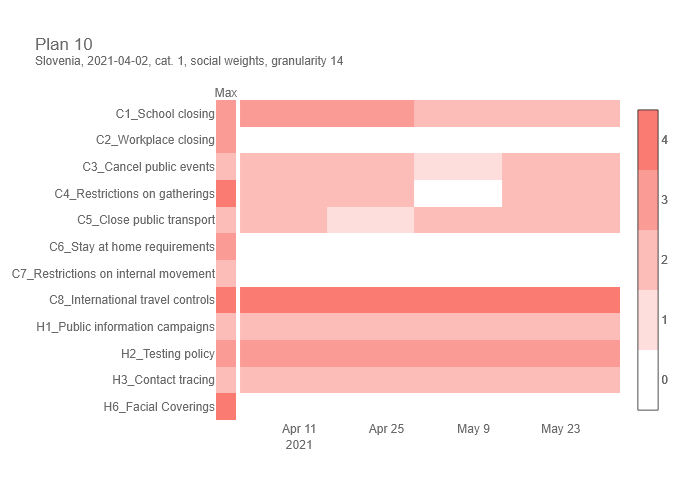 Plan 10
Slovenia, 2021-04-02, cat. 1, social weights, granularity 14
Max
C1_School closing
C2_Workplace closing
C3_Cancel public events
C4_Restrictions on gatherings
C5_Close public transport
C6_Stay at home requirements
C7_Restrictions on internal movement
C8_International travel controls
H1_Public information campaigns
H2_Testing policy
H3_Contact tracing
H6_Facial Coverings
4
3
2
1
0
Apr 11 Apr 25 May 9 May 23
2021